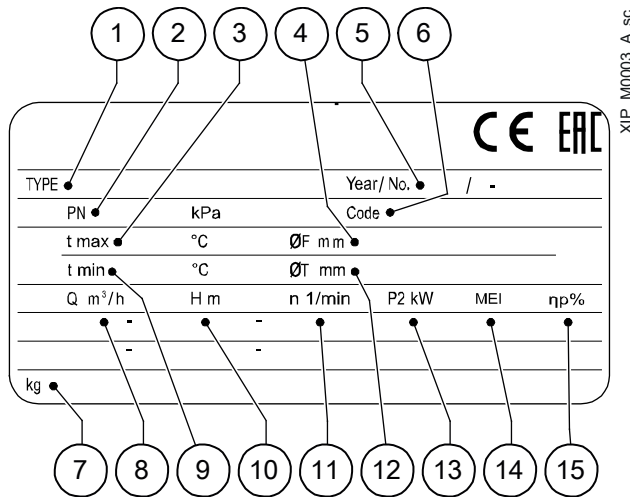 1 2 3 4 5 6
XIP_M0003_A_sc
CE EAC
TYPE Year/No. / -
PN kPa Code
t max °C ØF mm
t min °C ØT mm
Q m³/h H m n 1/min P2 kW MEI ηp%
- -
- -
kg
7 8 9 10 11 12 13 14 15